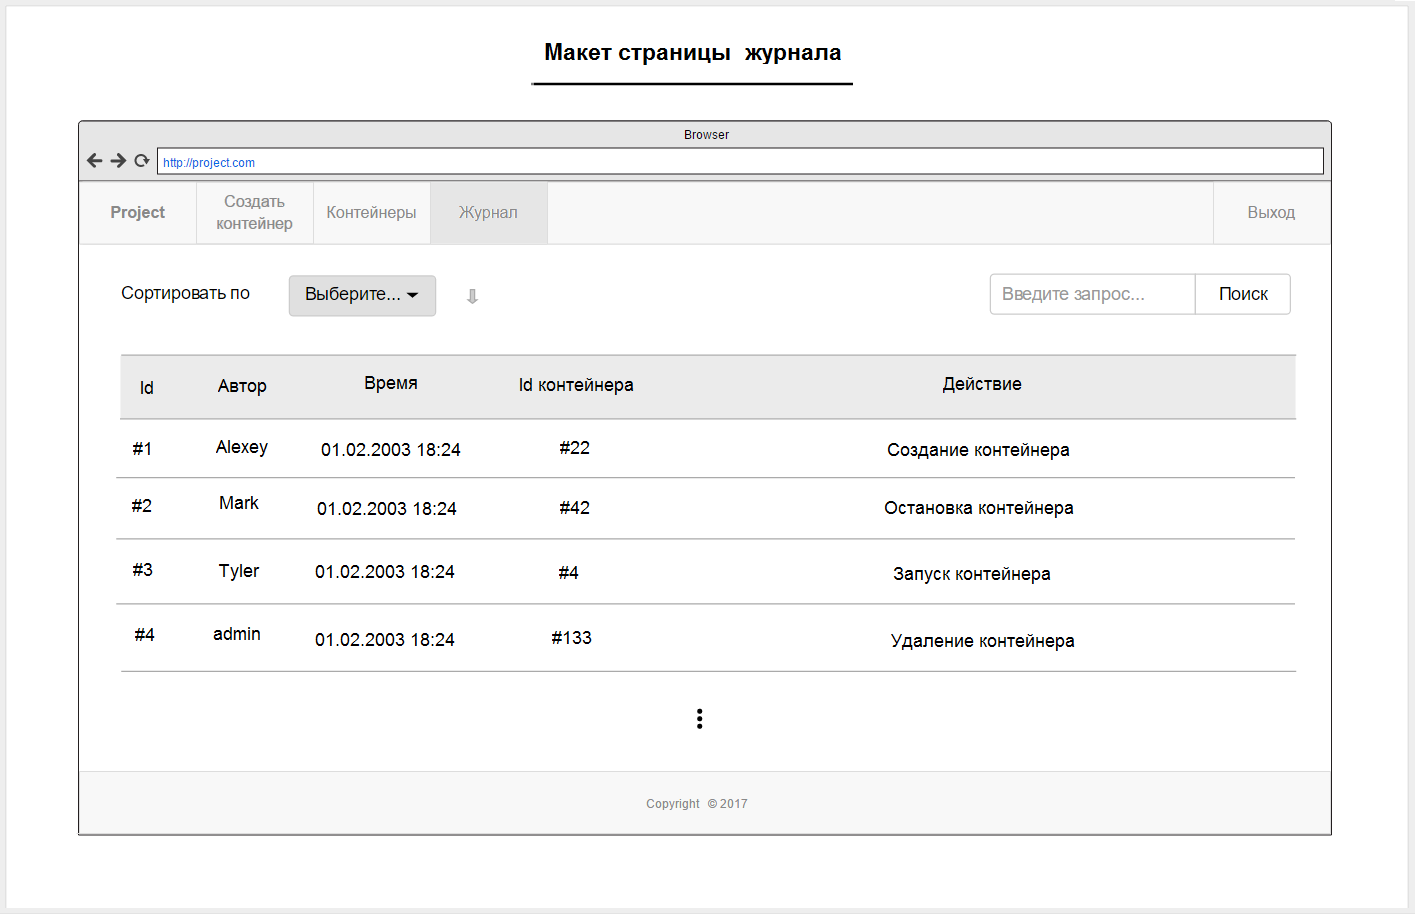 Макет страницы журнала
Browser
http://project.com
Project
Создать
контейнер
Контейнеры
Журнал
Выход
Сортировать по
Выберите...
Введите запрос...
Поиск
Id Автор Время Id контейнера Действие
#1 Alexey 01.02.2003 18:24 #22 Создание контейнера
#2 Mark 01.02.2003 18:24 #42 Остановка контейнера
#3 Tyler 01.02.2003 18:24 #4 Запуск контейнера
#4 admin 01.02.2003 18:24 #133 Удаление контейнера
Copyright © 2017